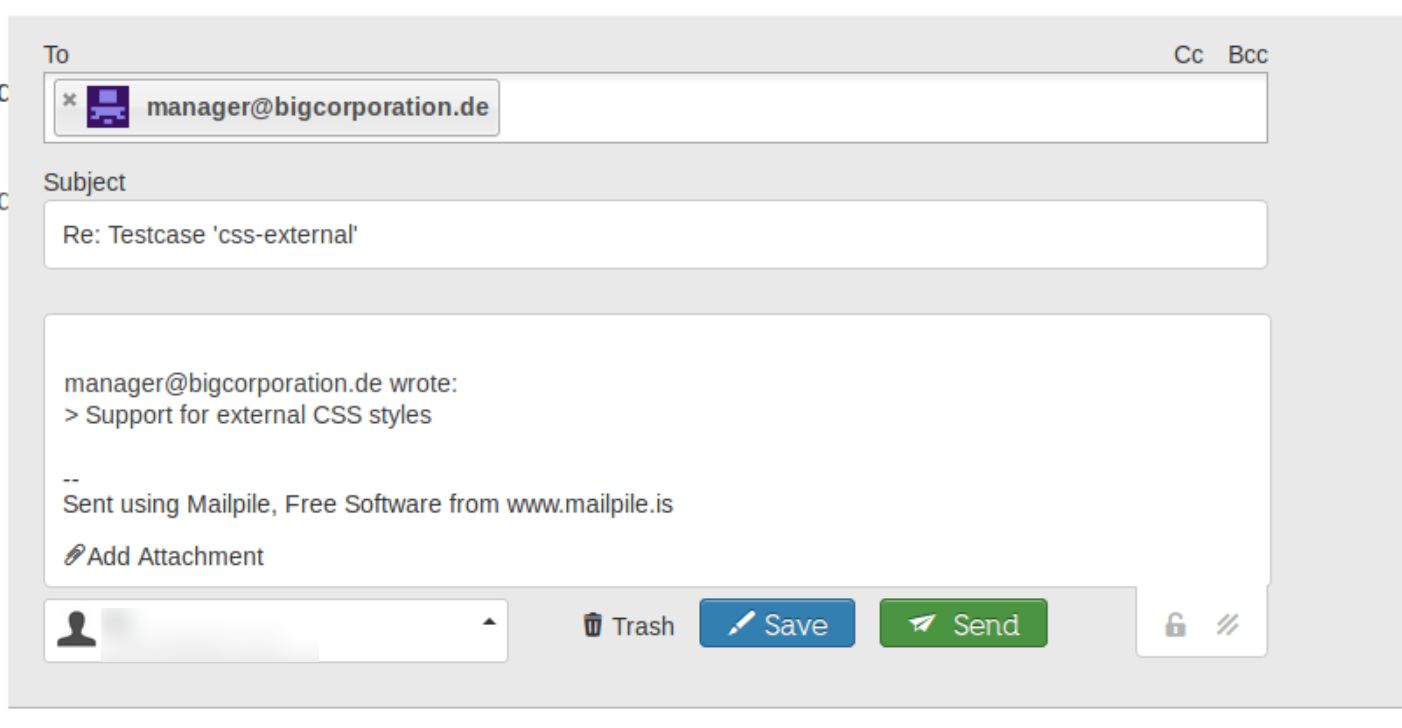 To
Cc Bcc
× manager@bigcorporation.de
Subject
Re: Testcase 'css-external'
manager@bigcorporation.de wrote:
> Support for external CSS styles
--
Sent using Mailpile, Free Software from www.mailpile.is
Add Attachment
Trash Save Send